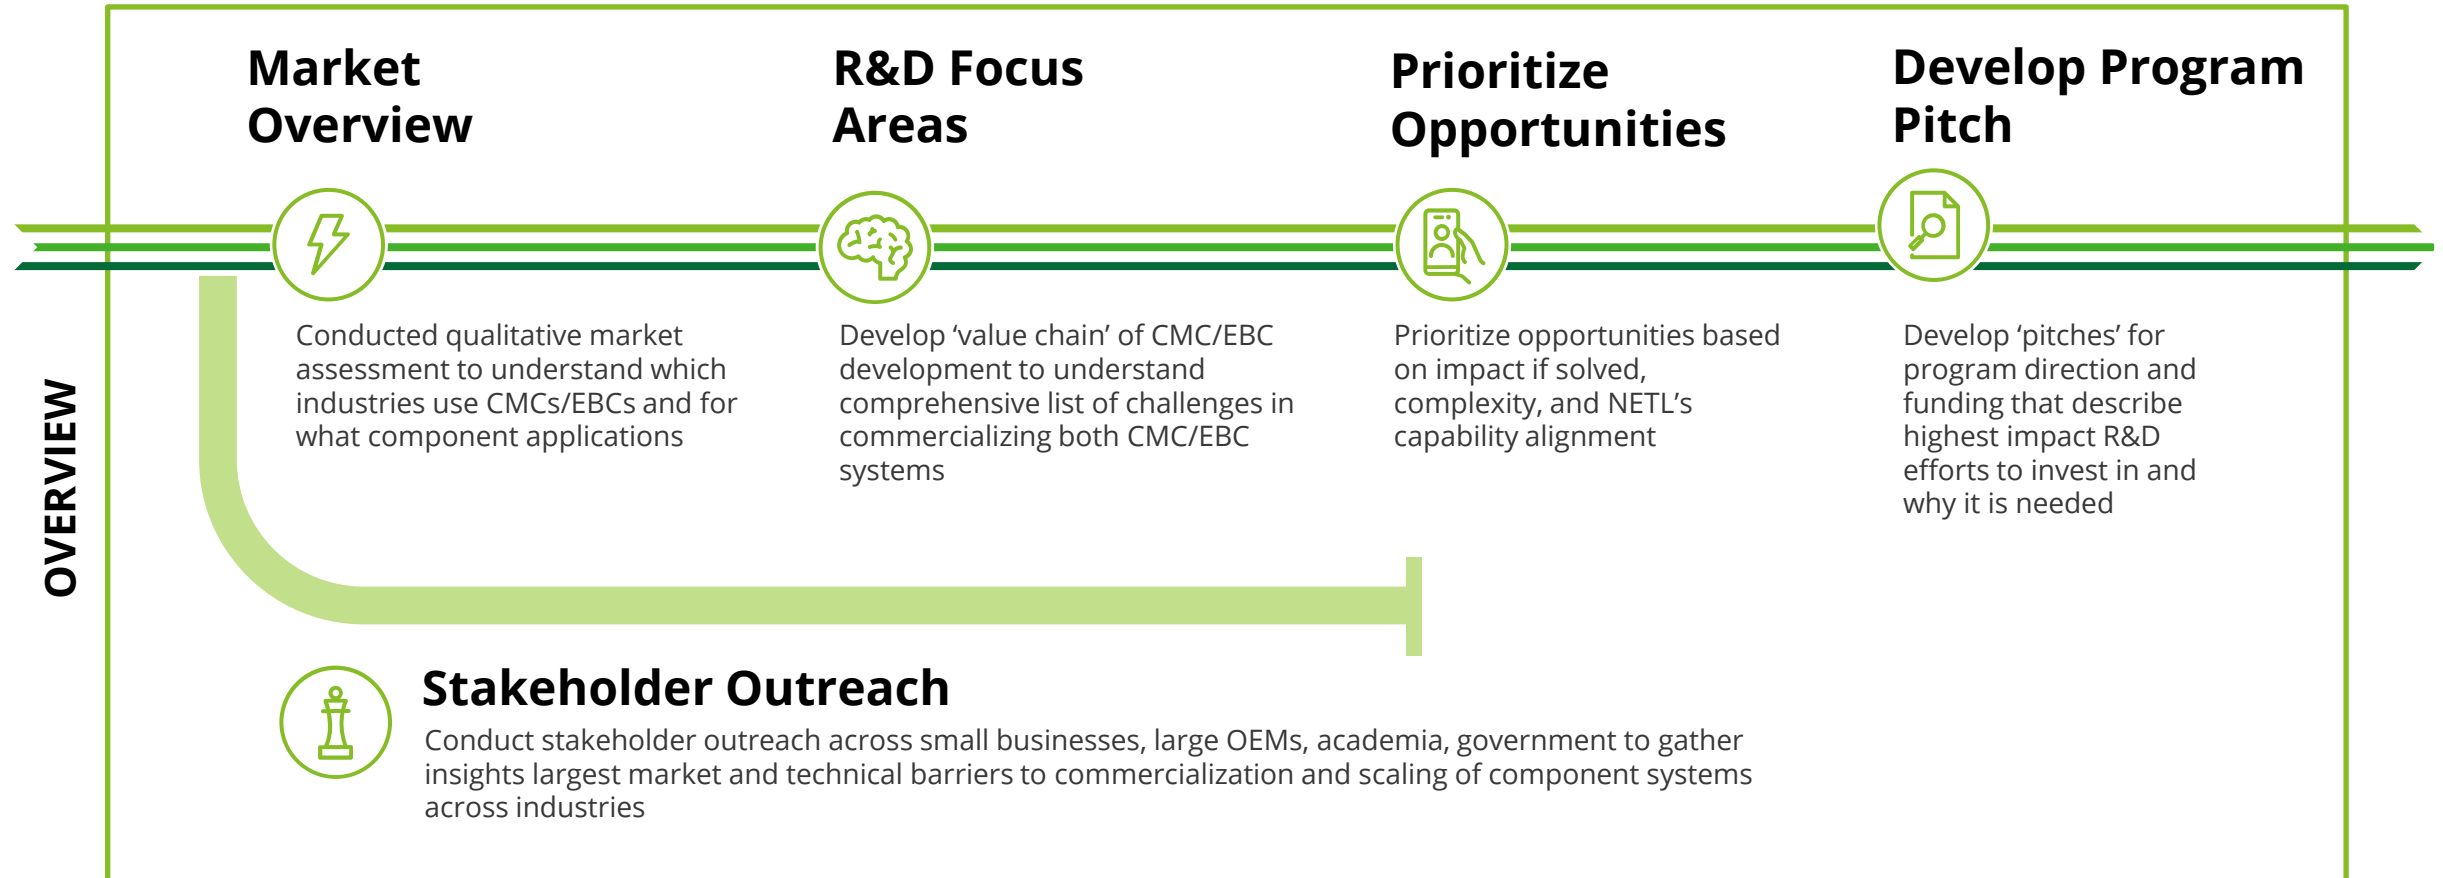 Market
Overview
R&D Focus
Areas
Prioritize
Opportunities
Develop Program
Pitch
OVERVIEW
Conducted qualitative market
assessment to understand which
industries use CMCs/EBCs and for
what component applications
Develop ‘value chain’ of CMC/EBC
development to understand
comprehensive list of challenges in
commercializing both CMC/EBC
systems
Prioritize opportunities based
on impact if solved,
complexity, and NETL’s
capability alignment
Develop ‘pitches’ for
program direction and
funding that describe
highest impact R&D
efforts to invest in and
why it is needed
Stakeholder Outreach
Conduct stakeholder outreach across small businesses, large OEMs, academia, government to gather
insights largest market and technical barriers to commercialization and scaling of component systems
across industries